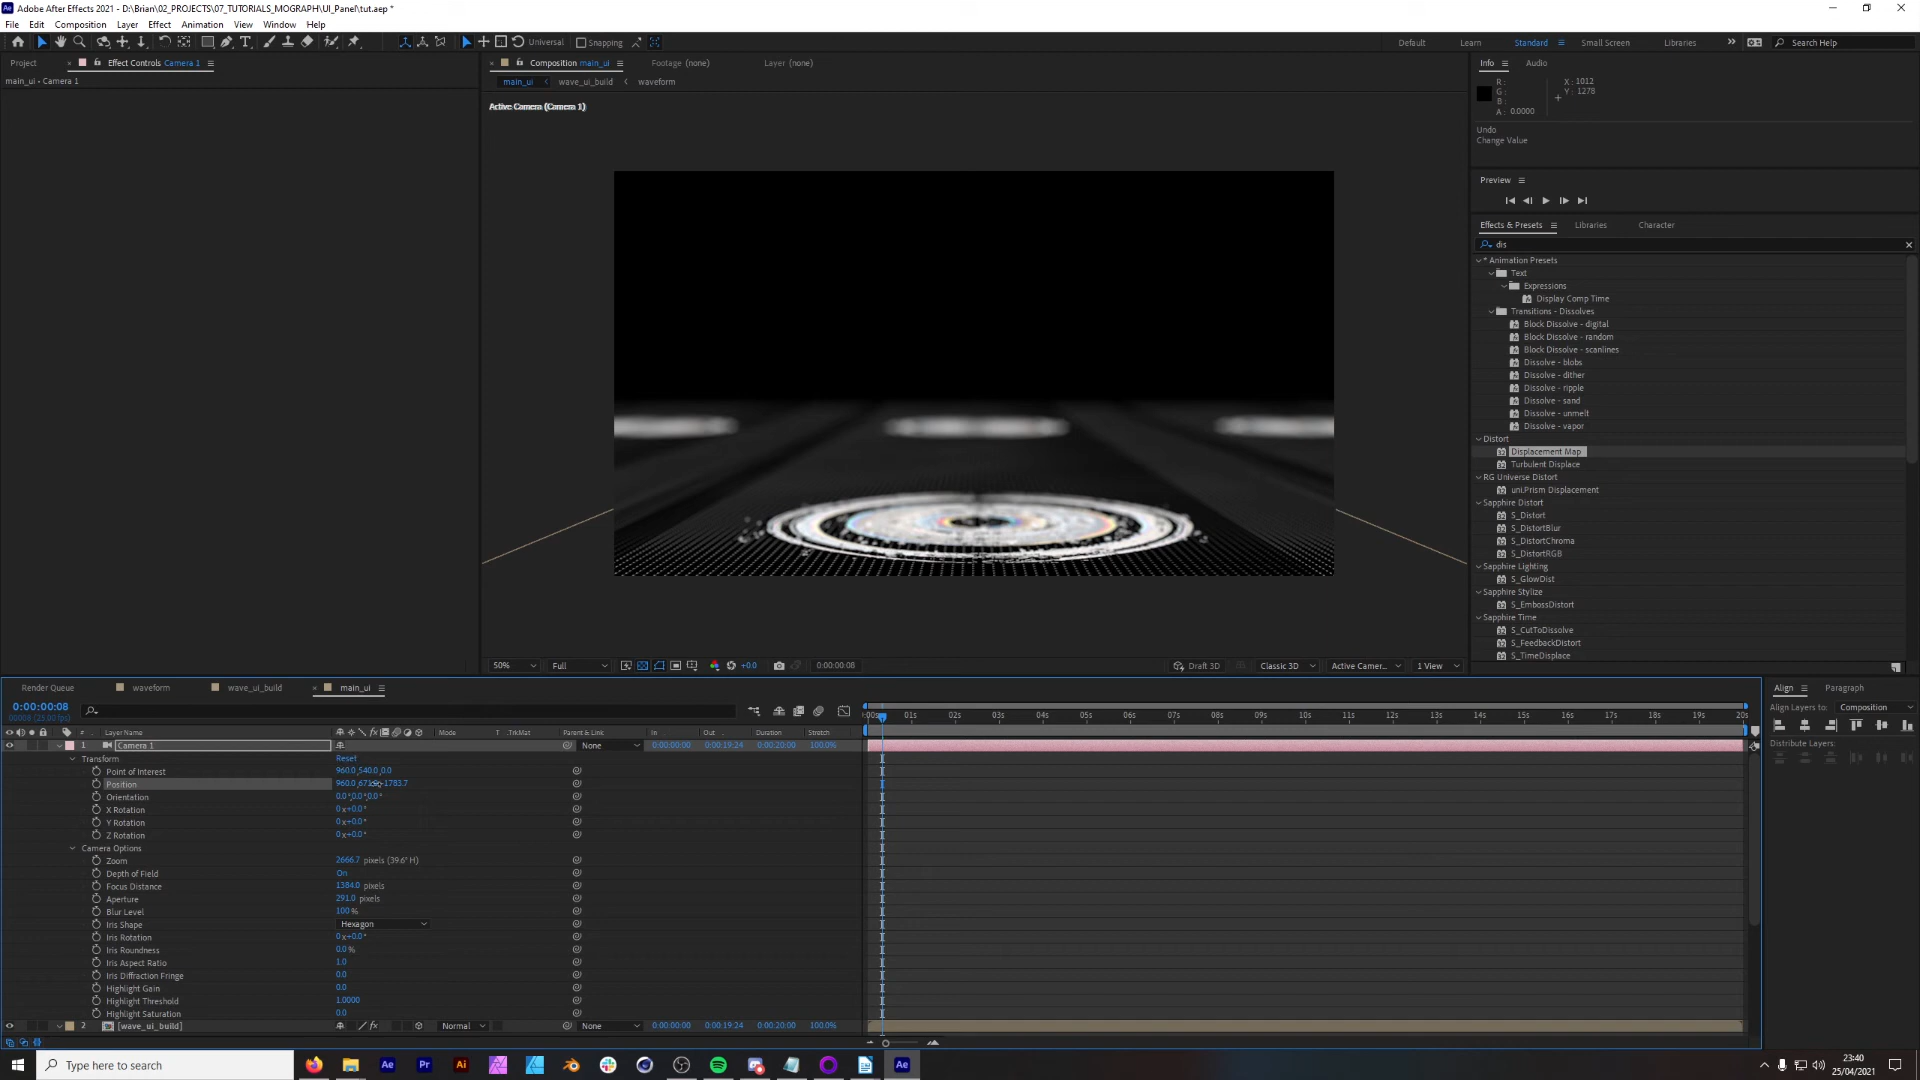 Adobe After Effects 2021 - D:\Brian\02_PROJECTS\07_TUTORIALS_MOGRAPH\UI_Panel\tut.aep *
File Edit Composition Layer Effect Animation View Window Help
Universal Snapping Default Learn Standard Small Screen Libraries Search Help
Project Effect Controls Camera 1 Composition main_ui Footage (none) Layer (none) Info Audio
main_ui • Camera 1 main_ui wave_ui_build waveform
R : X : 1012
G : Y : 1278
B :
A : 0.0000
Active Camera (Camera 1)
Undo
Change Value
Preview
Effects & Presets Libraries Character
dis
* Animation Presets
Text
Expressions
Display Comp Time
Transitions - Dissolves
Block Dissolve - digital
Block Dissolve - random
Block Dissolve - scanlines
Dissolve - blobs
Dissolve - dither
Dissolve - ripple
Dissolve - sand
Dissolve - unmelt
Dissolve - vapor
Distort
Displacement Map
Turbulent Displace
RG Universe Distort
uni.Prism Displacement
Sapphire Distort
S_Distort
S_DistortBlur
S_DistortChroma
S_DistortRGB
Sapphire Lighting
S_GlowDist
Sapphire Stylize
S_EmbossDistort
Sapphire Time
S_CutToDissolve
S_FeedbackDistort
S_TimeDisplace
50% Full +0.0 0:00:00:08 Draft 3D Classic 3D Active Camer... 1 View
Render Queue waveform wave_ui_build main_ui Align Paragraph
0:00:00:08
00008 (25.00 fps)
Align Layers to: Composition
Distribute Layers:
:00s 01s 02s 03s 04s 05s 06s 07s 08s 09s 10s 11s 12s 13s 14s 15s 16s 17s 18s 19s 20s
# Layer Name Mode T .TrkMat Parent & Link In Out Duration Stretch
1 Camera 1 None 0:00:00:00 0:00:19:24 0:00:20:00 100.0%
Transform Reset
Point of Interest 960.0,540.0,0.0
Position 960.0 -1783.7
Orientation 0.0°,0.0°,0.0°
X Rotation 0x+0.0°
Y Rotation 0x+0.0°
Z Rotation 0x+0.0°
Camera Options
Zoom 2666.7 pixels (39.6° H)
Depth of Field On
Focus Distance 1384.0 pixels
Aperture 291.0 pixels
Blur Level 100 %
Iris Shape Hexagon
Iris Rotation 0x+0.0°
Iris Roundness 0.0 %
Iris Aspect Ratio 1.0
Iris Diffraction Fringe 0.0
Highlight Gain 0.0
Highlight Threshold 1.0000
Highlight Saturation 0.0
2 [wave_ui_build] Normal None 0:00:00:00 0:00:19:24 0:00:20:00 100.0%
Type here to search
23:40
25/04/2021